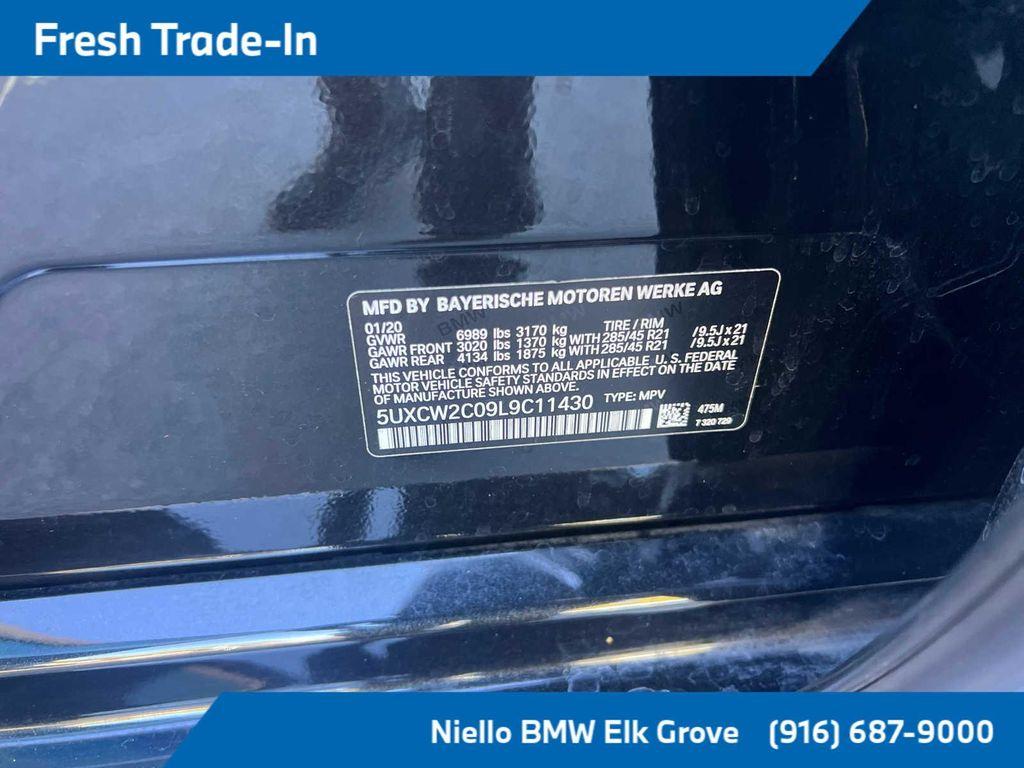 Fresh Trade-In
MFD BY BAYERISCHE MOTOREN WERKE AG
01/20 TIRE / RIM
GVWR 6989 lbs 3170 kg
GAWR FRONT 3020 lbs 1370 kg WITH 285/45 R21 /9.5J x 21
GAWR REAR 4134 lbs 1875 kg WITH 285/45 R21 /9.5J x 21
THIS VEHICLE CONFORMS TO ALL APPLICABLE U. S. FEDERAL
MOTOR VEHICLE SAFETY STANDARDS IN EFFECT ON THE DATE
OF MANUFACTURE SHOWN ABOVE.
5UXCW2C09L9C11430 TYPE: MPV
475M
7 320 720
Niello BMW Elk Grove (916) 687-9000